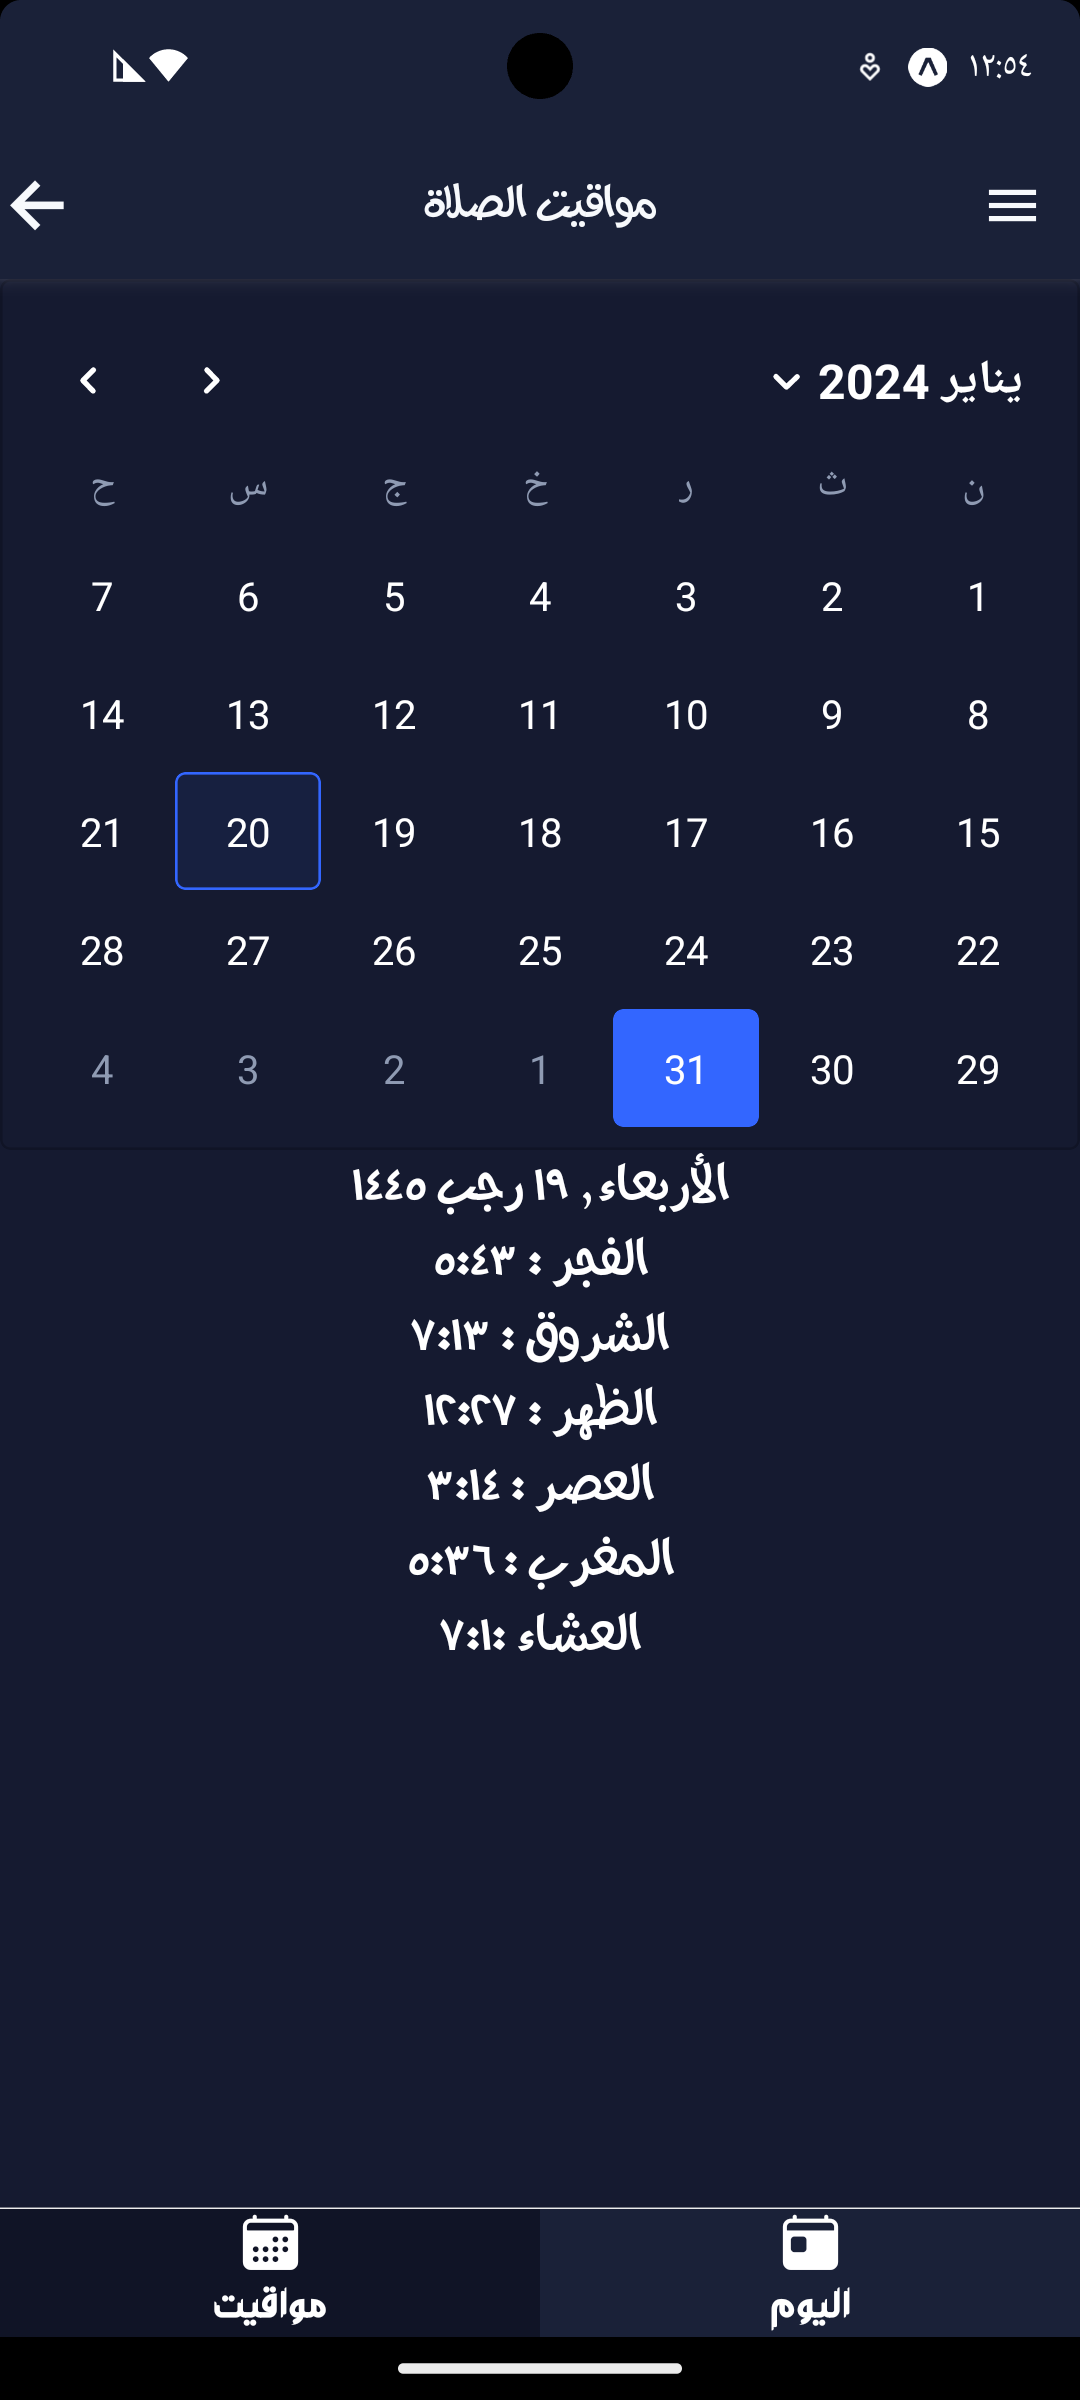 ١٢:٥٤
مواقيت الصلاة
يناير 2024
ن ث ر خ ج س ح
1 2 3 4 5 6 7
8 9 10 11 12 13 14
15 16 17 18 19 20 21
22 23 24 25 26 27 28
29 30 31 1 2 3 4
الأربعاء, ١٩ رجب ١٤٤٥
الفجر : ٥:٤٣
الشروق : ٧:١٣
الظهر : ١٢:٢٧
العصر : ٣:١٤
المغرب : ٥:٣٦
العشاء :٧:١
اليوم
مواقيت